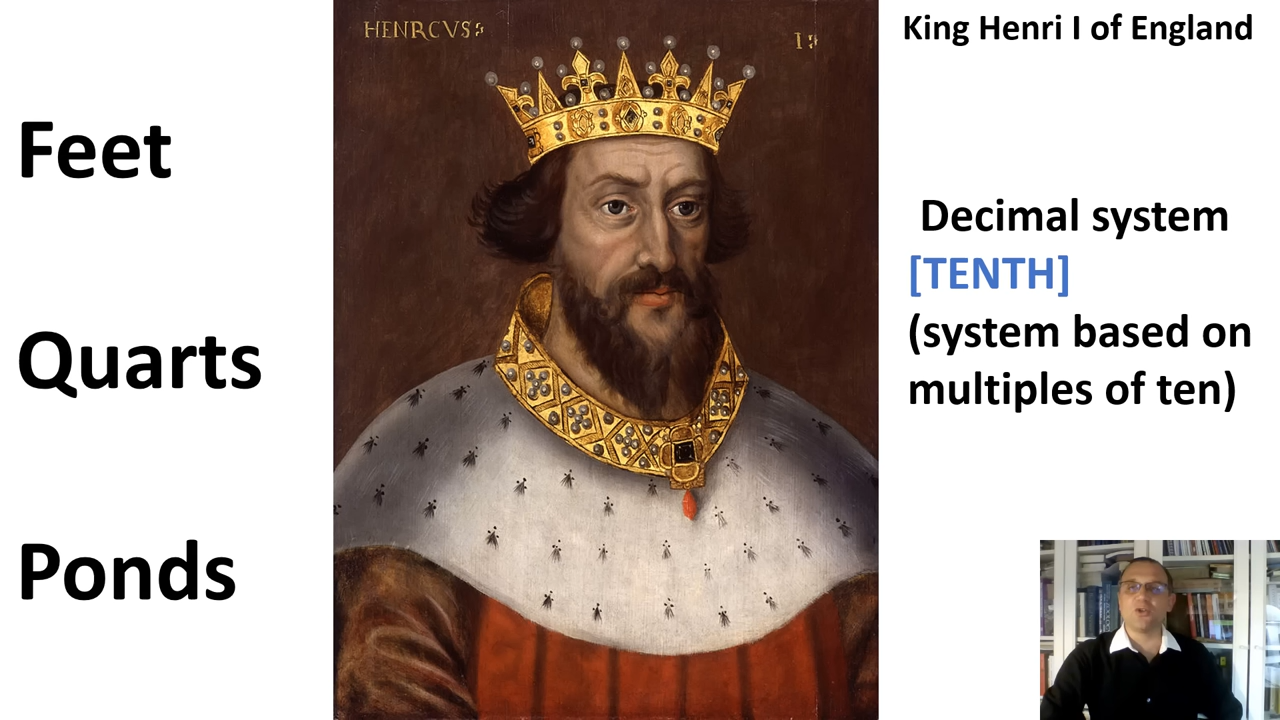 Feet
Quarts
Ponds
HENRCVS
King Henri I of England
Decimal system
[TENTH]
(system based on
multiples of ten)